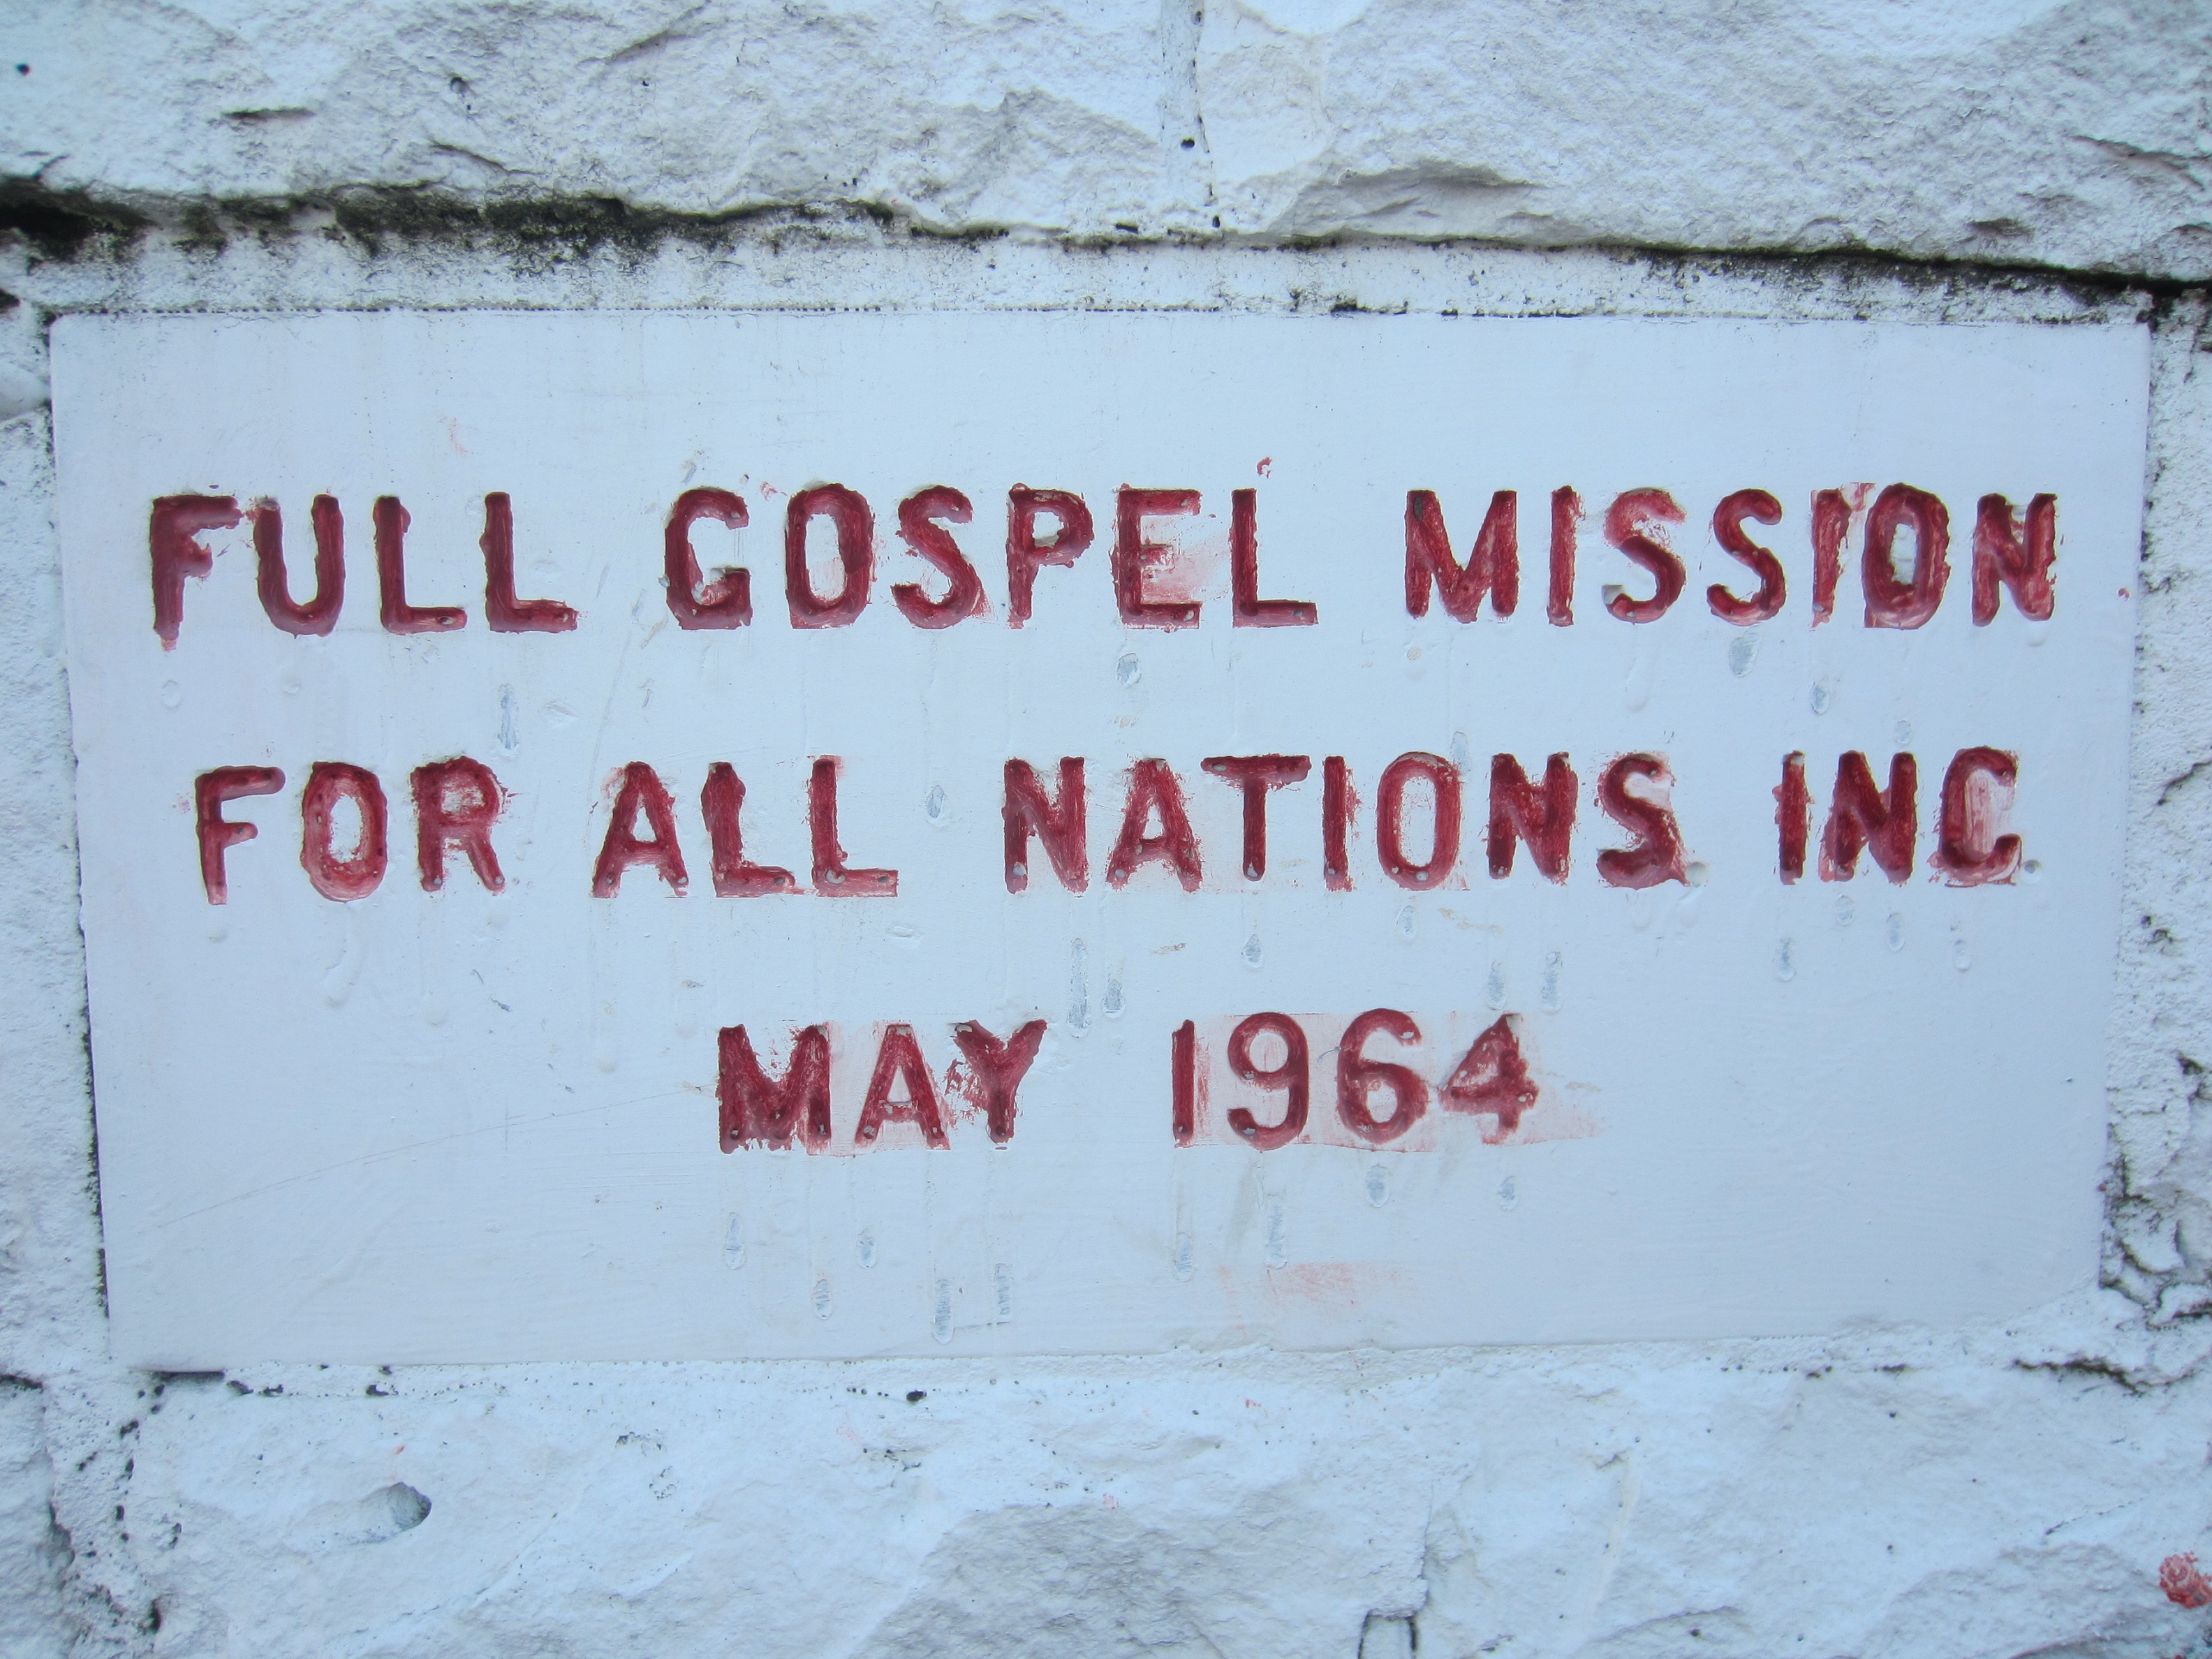 FULL GOSPEL MISSION
FOR ALL NATIONS INC
MAY 1964